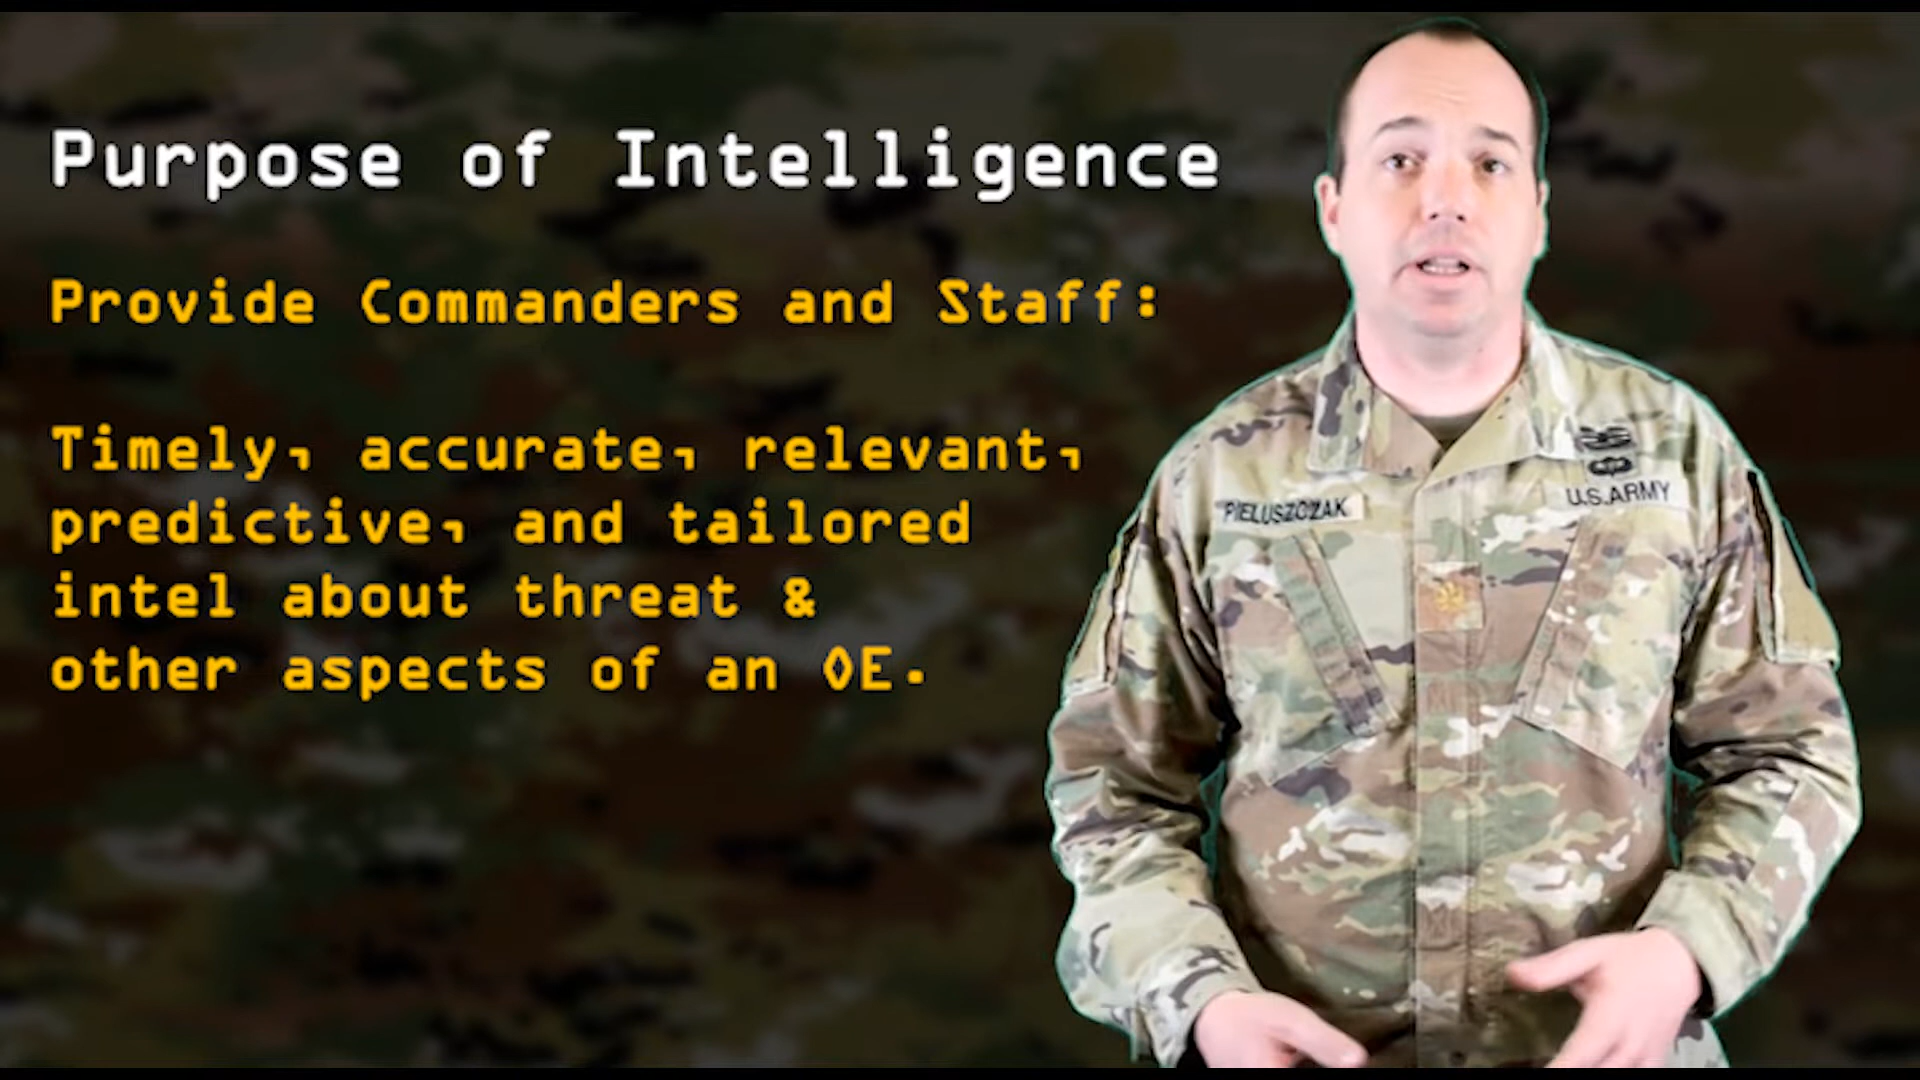 Purpose of Intelligence
Provide Commanders and Staff:
Timely, accurate, relevant,
predictive, and tailored
intel about threat &
other aspects of an OE.
PIELUSZCZAK
U.S. ARMY